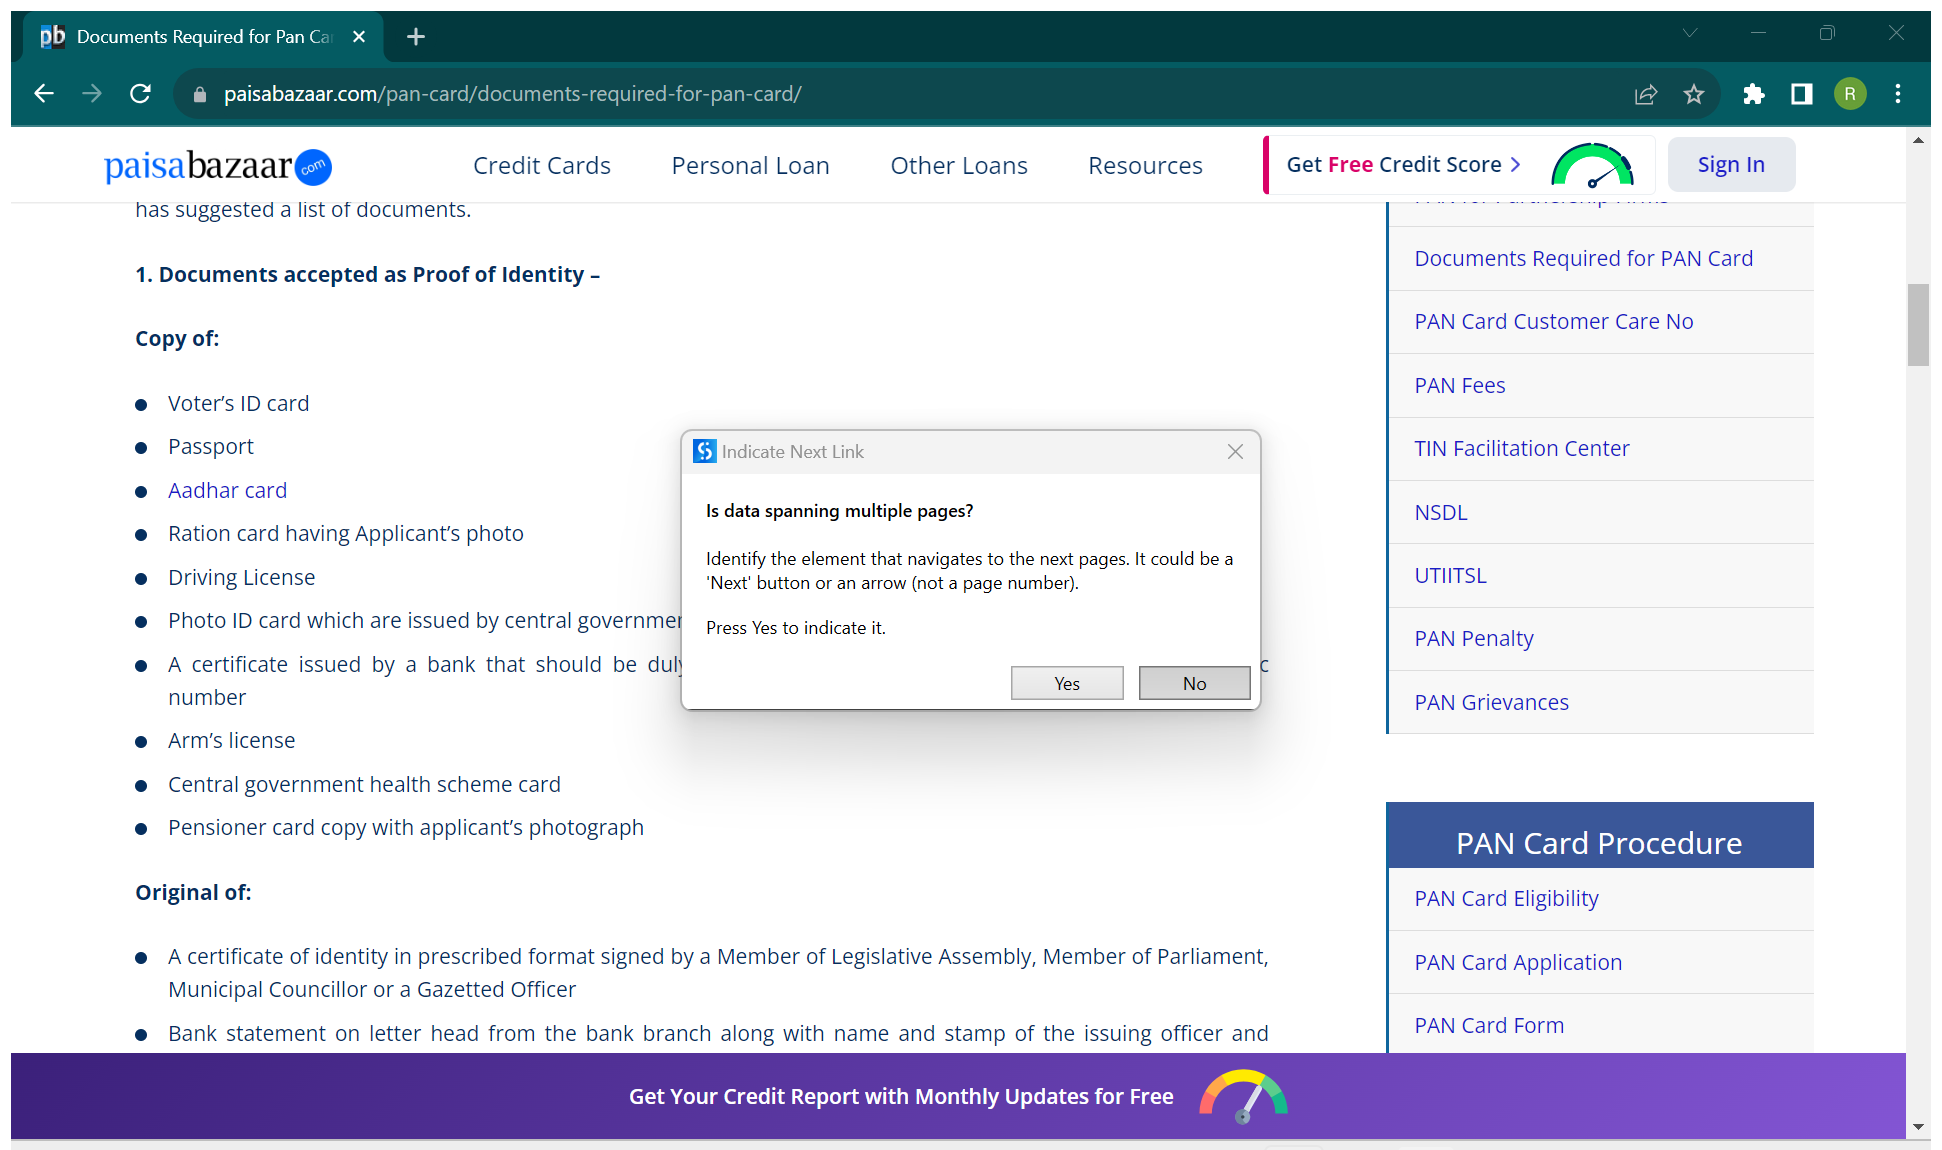 pb Documents Required for Pan Ca
paisabazaar.com/pan-card/documents-required-for-pan-card/
R
paisabazaar com
Credit Cards
Personal Loan
Other Loans
Resources
Get Free Credit Score >
Sign In
has suggested a list of documents.
1. Documents accepted as Proof of Identity –
Copy of:
Voter’s ID card
Passport
Aadhar card
Ration card having Applicant’s photo
Driving License
Photo ID card which are issued by central governmen
A certificate issued by a bank that should be duly
c
number
Arm’s license
Central government health scheme card
Pensioner card copy with applicant’s photograph
Original of:
A certificate of identity in prescribed format signed by a Member of Legislative Assembly, Member of Parliament,
Municipal Councillor or a Gazetted Officer
Bank statement on letter head from the bank branch along with name and stamp of the issuing officer and
Indicate Next Link
Is data spanning multiple pages?
Identify the element that navigates to the next pages. It could be a
'Next' button or an arrow (not a page number).
Press Yes to indicate it.
Yes
No
PAN for Partnership Firms
Documents Required for PAN Card
PAN Card Customer Care No
PAN Fees
TIN Facilitation Center
NSDL
UTIITSL
PAN Penalty
PAN Grievances
PAN Card Procedure
PAN Card Eligibility
PAN Card Application
PAN Card Form
Get Your Credit Report with Monthly Updates for Free